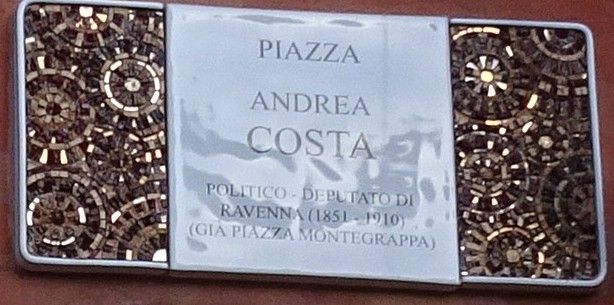 PIAZZA
ANDREA
COSTA
POLITICO - DEPUTATO DI
RAVENNA (1851 - 1910)
(GIÀ PIAZZA MONTEGRAPPA)